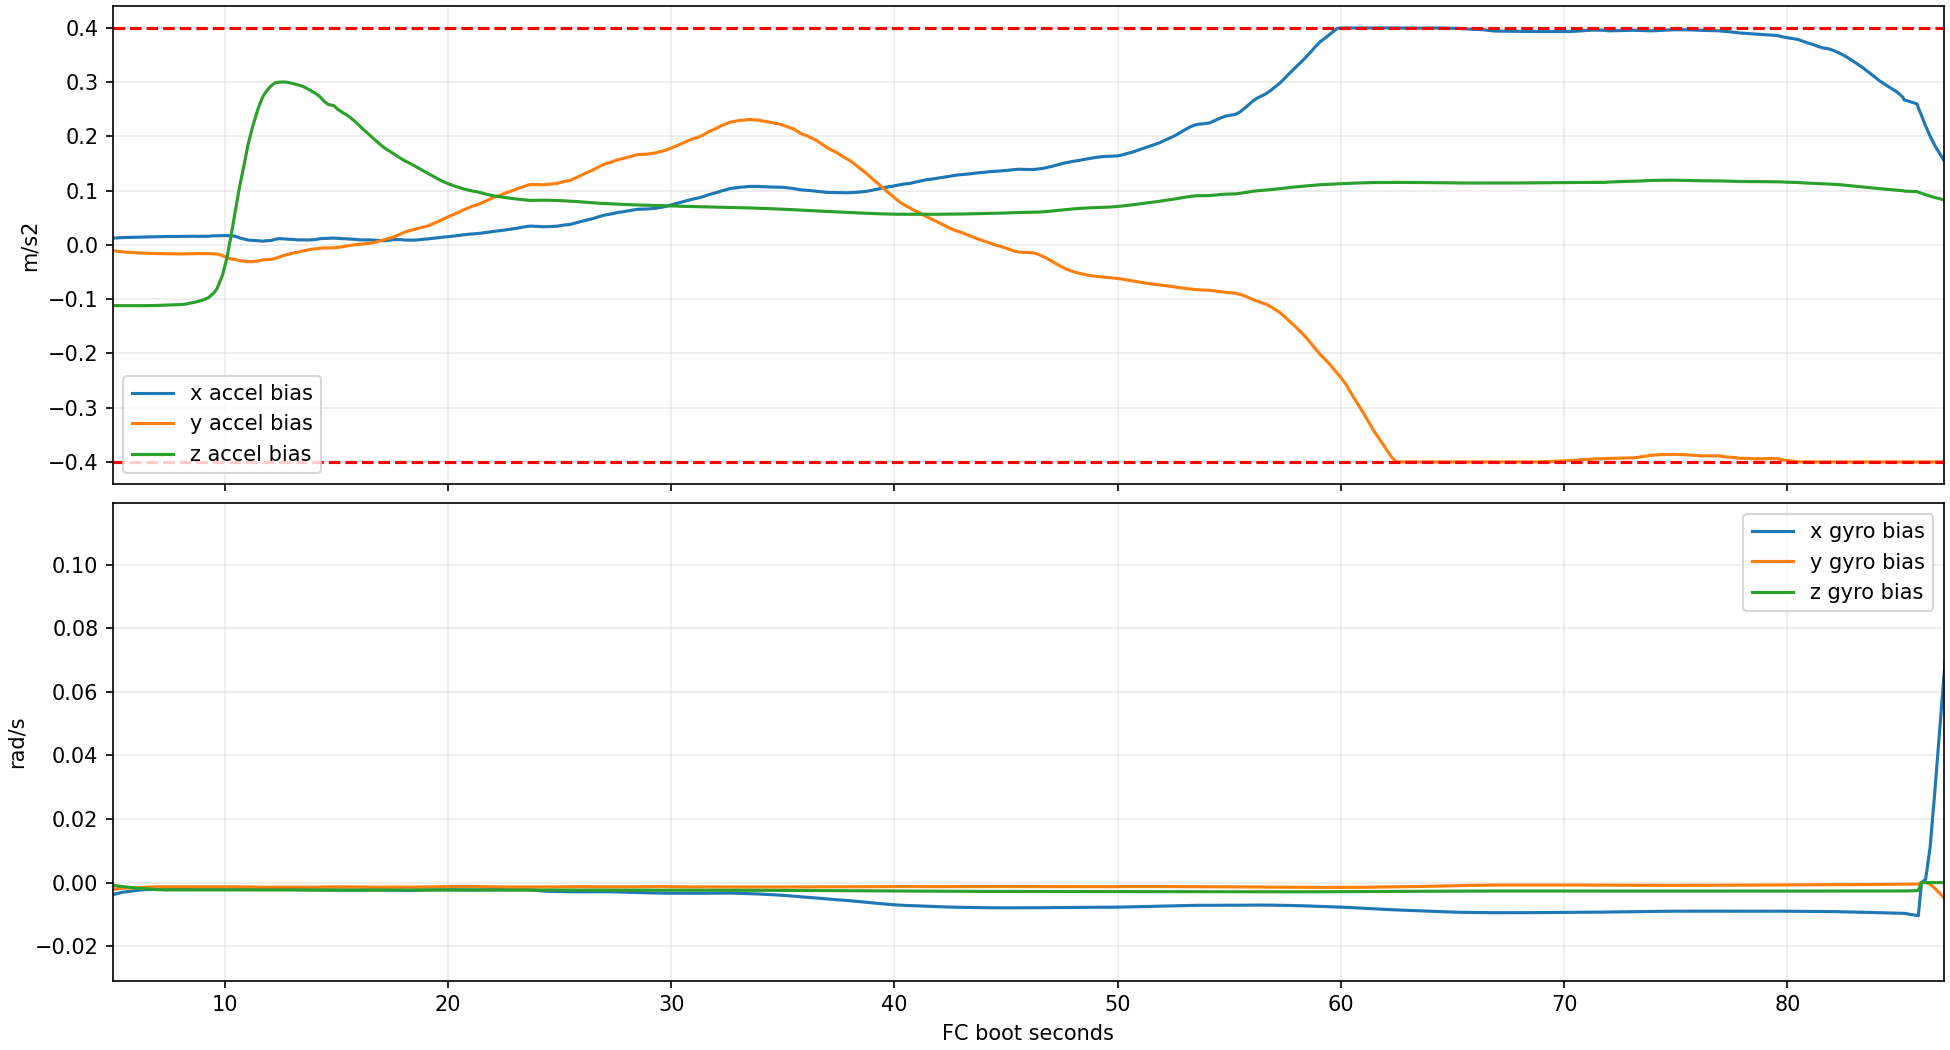 0.4
0.3
0.2
0.1
0.0
−0.1
−0.2
−0.3
−0.4
m/s2
x accel bias
y accel bias
z accel bias
0.10
0.08
0.06
0.04
0.02
0.00
−0.02
rad/s
x gyro bias
y gyro bias
z gyro bias
10 20 30 40 50 60 70 80
FC boot seconds